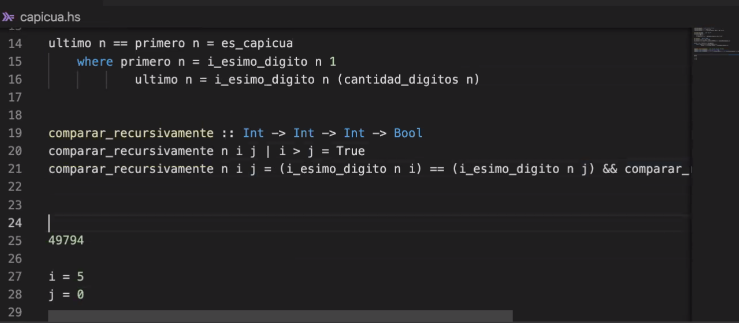 capicua.hs
14 ultimo n == primero n = es_capicua
15 where primero n = i_esimo_digito n 1
16 ultimo n = i_esimo_digito n (cantidad_digitos n)
17
18
19 comparar_recursivamente :: Int -> Int -> Int -> Bool
20 comparar_recursivamente n i j | i > j = True
21 comparar_recursivamente n i j = (i_esimo_digito n i) == (i_esimo_digito n j) && comparar_
22
23
24
25 49794
26
27 i = 5
28 j = 0
29